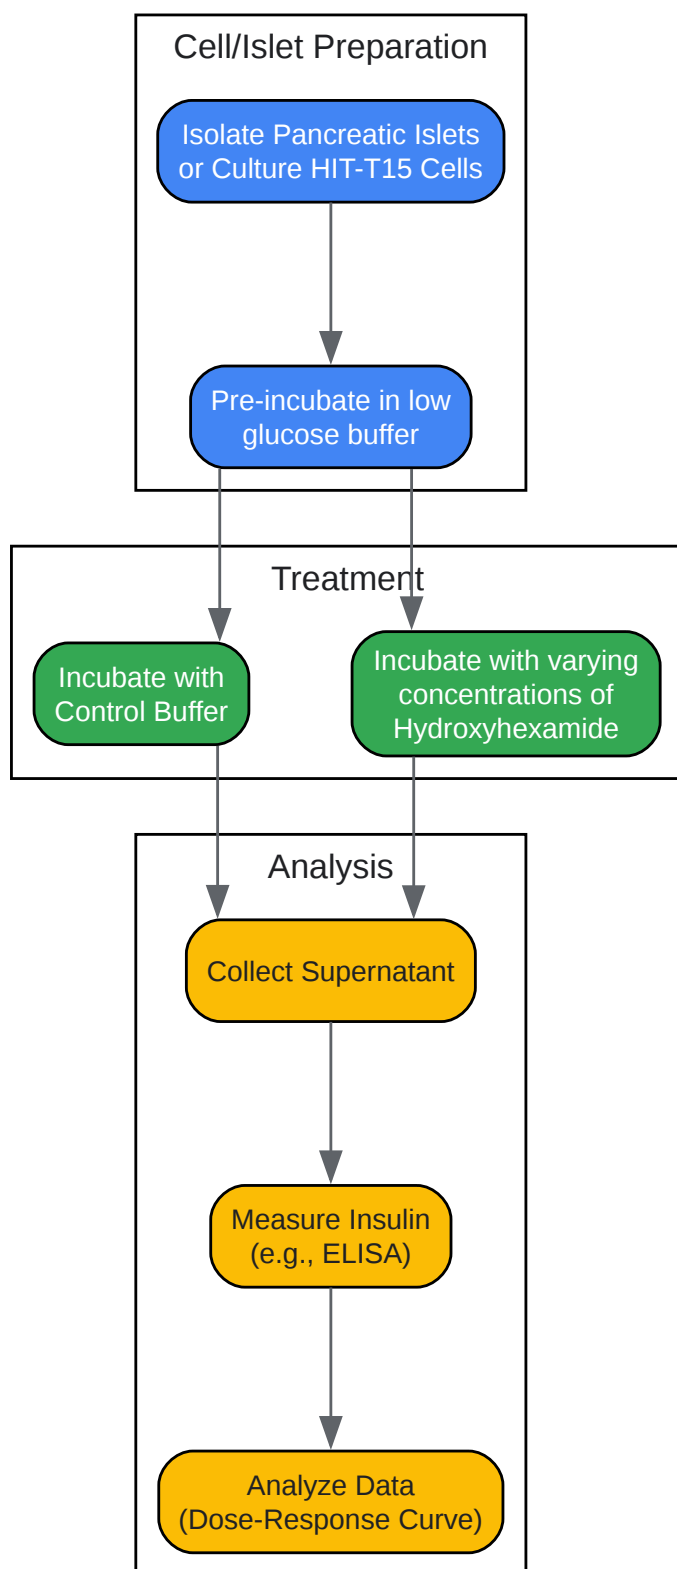 Cell/Islet Preparation
Isolate Pancreatic Islets
or Culture HIT-T15 Cells
Pre-incubate in low
glucose buffer
Treatment
Incubate with
Control Buffer
Incubate with varying
concentrations of
Hydroxyhexamide
Analysis
Collect Supernatant
Measure Insulin
(e.g., ELISA)
Analyze Data
(Dose-Response Curve)